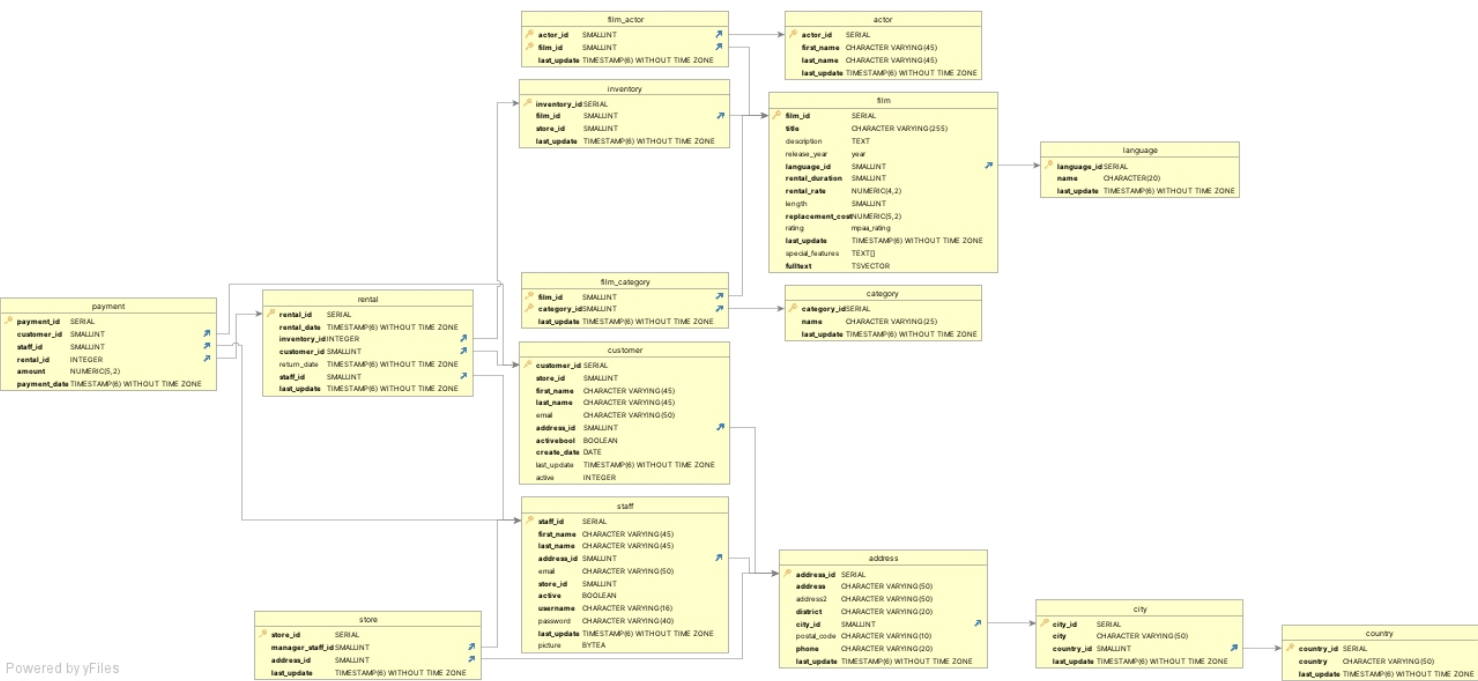 film_actor
actor_id SMALLINT
film_id SMALLINT
last_update TIMESTAMP(6) WITHOUT TIME ZONE
actor
actor_id SERIAL
first_name CHARACTER VARYING(45)
last_name CHARACTER VARYING(45)
last_update TIMESTAMP(6) WITHOUT TIME ZONE
inventory
inventory_id SERIAL
film_id SMALLINT
store_id SMALLINT
last_update TIMESTAMP(6) WITHOUT TIME ZONE
film
film_id SERIAL
title CHARACTER VARYING(255)
description TEXT
release_year year
language_id SMALLINT
rental_duration SMALLINT
rental_rate NUMERIC(4,2)
length SMALLINT
replacement_cost NUMERIC(5,2)
rating mpaa_rating
last_update TIMESTAMP(6) WITHOUT TIME ZONE
special_features TEXT[]
fulltext TSVECTOR
language
language_id SERIAL
name CHARACTER(20)
last_update TIMESTAMP(6) WITHOUT TIME ZONE
payment
payment_id SERIAL
customer_id SMALLINT
staff_id SMALLINT
rental_id INTEGER
amount NUMERIC(5,2)
payment_date TIMESTAMP(6) WITHOUT TIME ZONE
rental
rental_id SERIAL
rental_date TIMESTAMP(6) WITHOUT TIME ZONE
inventory_id INTEGER
customer_id SMALLINT
return_date TIMESTAMP(6) WITHOUT TIME ZONE
staff_id SMALLINT
last_update TIMESTAMP(6) WITHOUT TIME ZONE
film_category
film_id SMALLINT
category_id SMALLINT
last_update TIMESTAMP(6) WITHOUT TIME ZONE
category
category_id SERIAL
name CHARACTER VARYING(25)
last_update TIMESTAMP(6) WITHOUT TIME ZONE
customer
customer_id SERIAL
store_id SMALLINT
first_name CHARACTER VARYING(45)
last_name CHARACTER VARYING(45)
email CHARACTER VARYING(50)
address_id SMALLINT
activebool BOOLEAN
create_date DATE
last_update TIMESTAMP(6) WITHOUT TIME ZONE
active INTEGER
staff
staff_id SERIAL
first_name CHARACTER VARYING(45)
last_name CHARACTER VARYING(45)
address_id SMALLINT
email CHARACTER VARYING(50)
store_id SMALLINT
active BOOLEAN
username CHARACTER VARYING(16)
password CHARACTER VARYING(40)
last_update TIMESTAMP(6) WITHOUT TIME ZONE
picture BYTEA
store
store_id SERIAL
manager_staff_id SMALLINT
address_id SMALLINT
last_update TIMESTAMP(6) WITHOUT TIME ZONE
address
address_id SERIAL
address CHARACTER VARYING(50)
address2 CHARACTER VARYING(50)
district CHARACTER VARYING(20)
city_id SMALLINT
postal_code CHARACTER VARYING(10)
phone CHARACTER VARYING(20)
last_update TIMESTAMP(6) WITHOUT TIME ZONE
city
city_id SERIAL
city CHARACTER VARYING(50)
country_id SMALLINT
last_update TIMESTAMP(6) WITHOUT TIME ZONE
country
country_id SERIAL
country CHARACTER VARYING(50)
last_update TIMESTAMP(6) WITHOUT TIME ZONE
Powered by yFiles